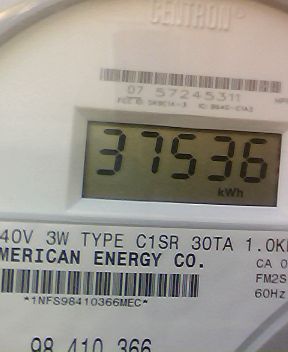 CENTRON®
07 57245311
37536
kWh
40V 3W TYPE C1SR 30TA 1.0K
MERICAN ENERGY CO.
CA 0
FM2S
60Hz
*1NFS98410366MEC*
98 410 366